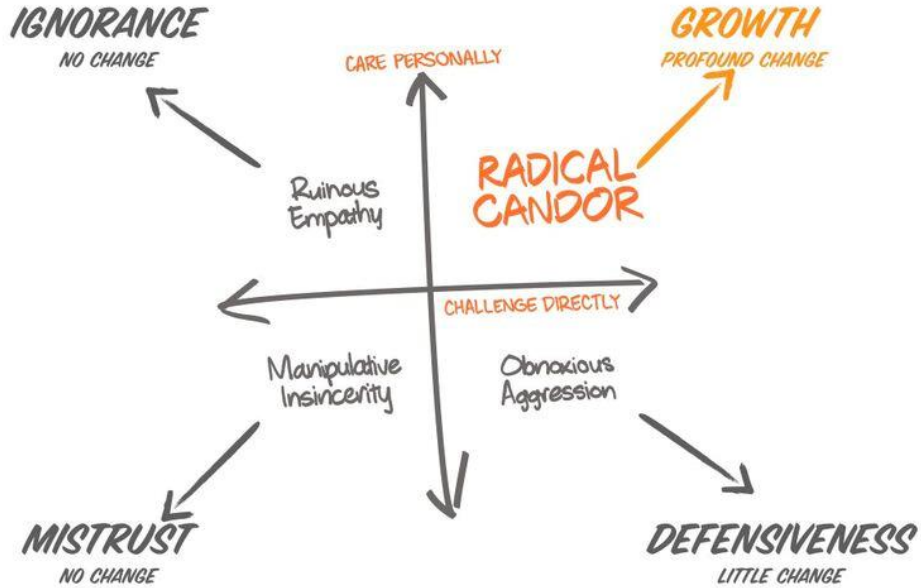 IGNORANCE
NO CHANGE
CARE PERSONALLY
GROWTH
PROFOUND CHANGE
Ruinous
Empathy
RADICAL
CANDOR
CHALLENGE DIRECTLY
Manipulative
Insincerity
Obnoxious
Aggression
MISTRUST
NO CHANGE
DEFENSIVENESS
LITTLE CHANGE